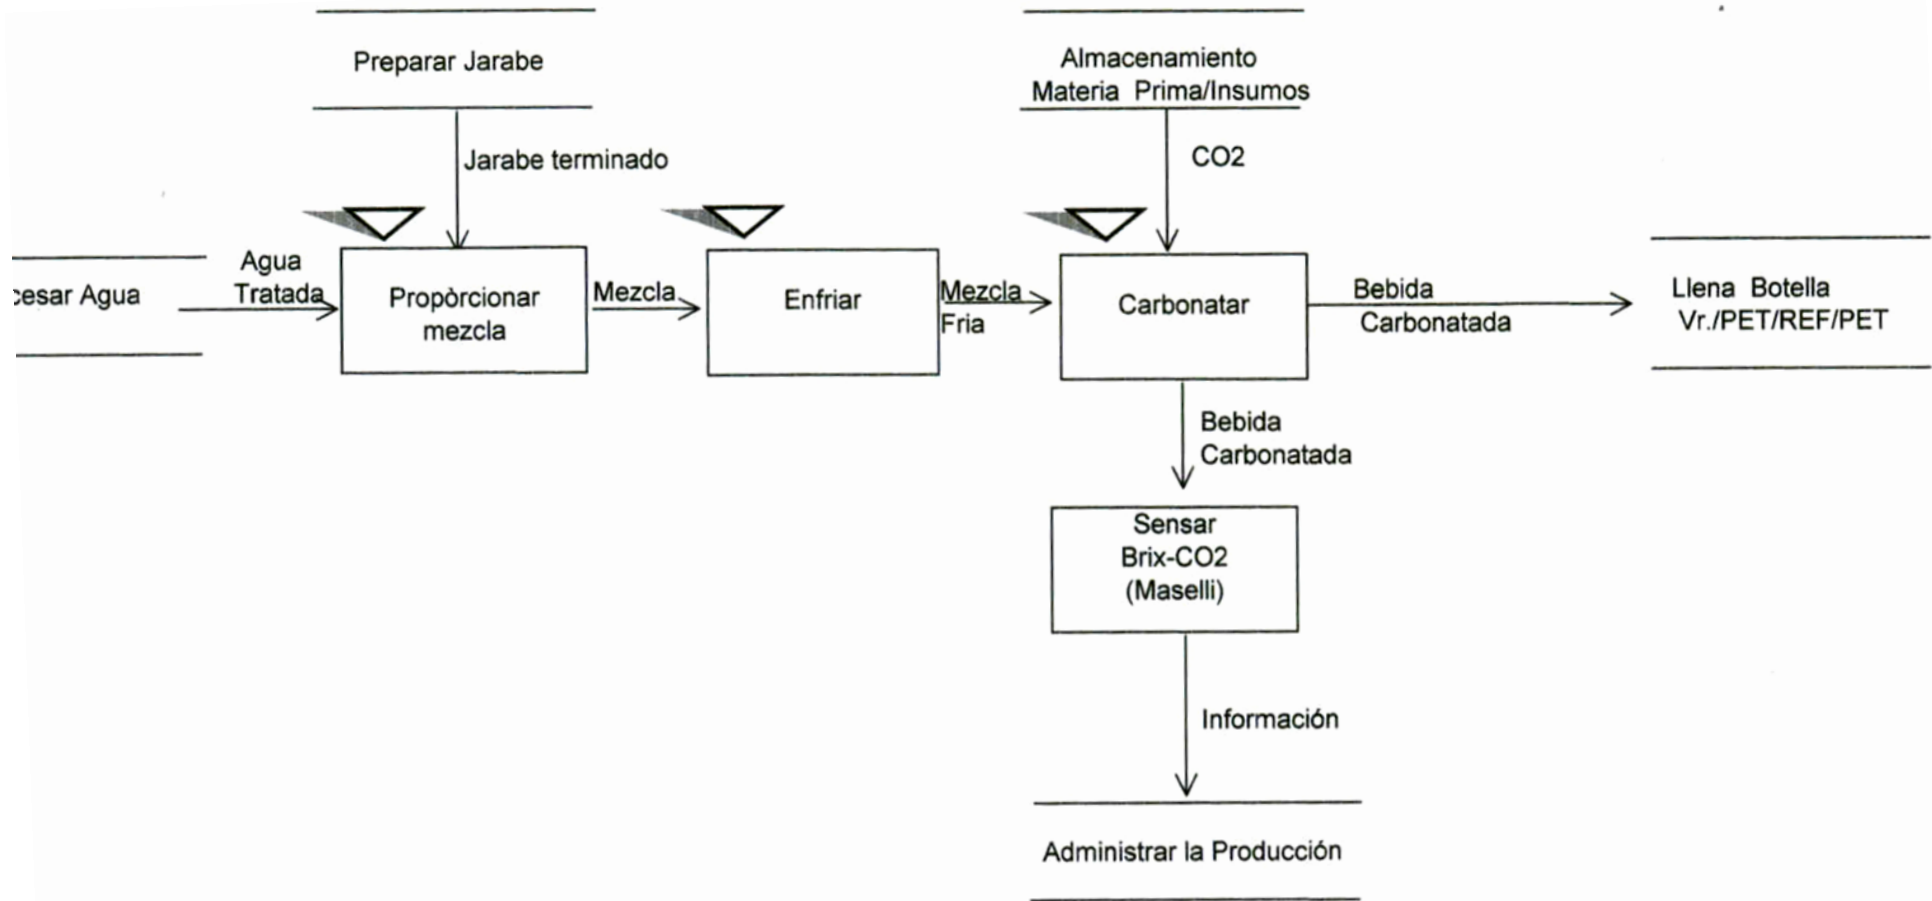 Preparar Jarabe
Almacenamiento
Materia Prima/Insumos
Jarabe terminado
CO2
cesar Agua
Agua
Tratada
Propòrcionar
mezcla
Mezcla
Enfriar
Mezcla
Fria
Carbonatar
Bebida
Carbonatada
Llena Botella
Vr./PET/REF/PET
Bebida
Carbonatada
Sensar
Brix-CO2
(Maselli)
Información
Administrar la Producción